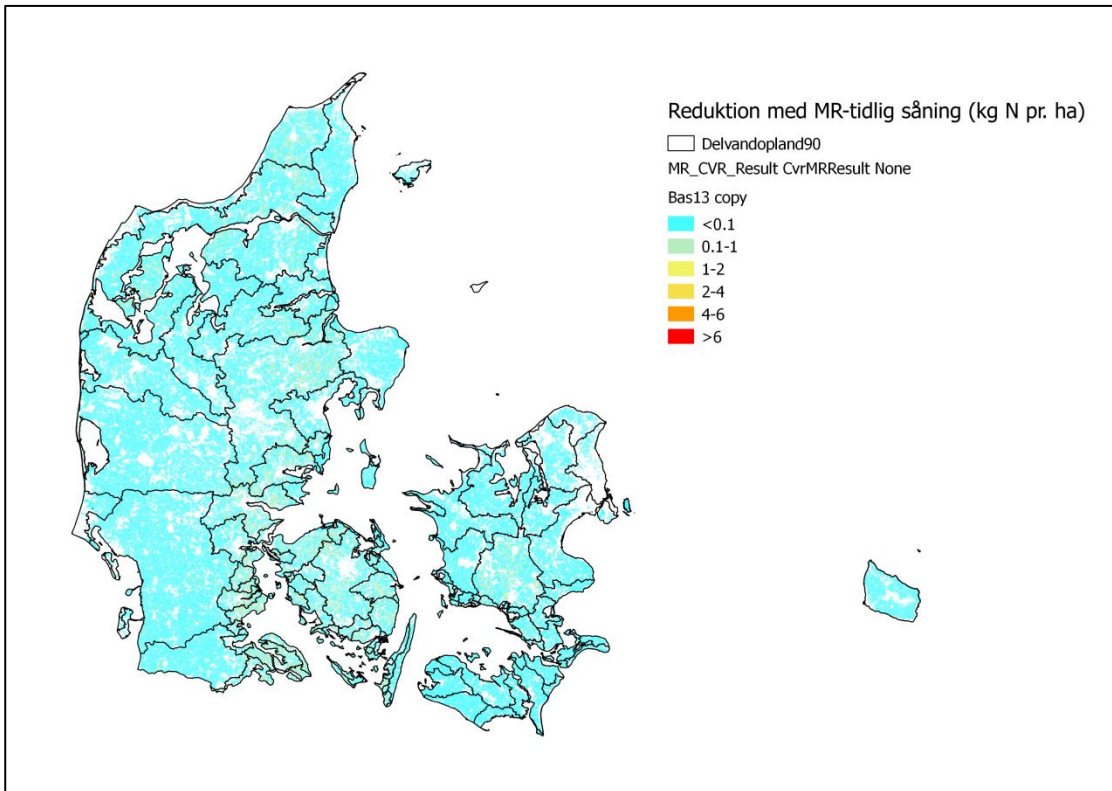 Reduktion med MR-tidlig såning (kg N pr. ha)
Delvandopland90
MR_CVR_Result CvrMRResult None
Bas13 copy
<0.1
0.1-1
1-2
2-4
4-6
>6